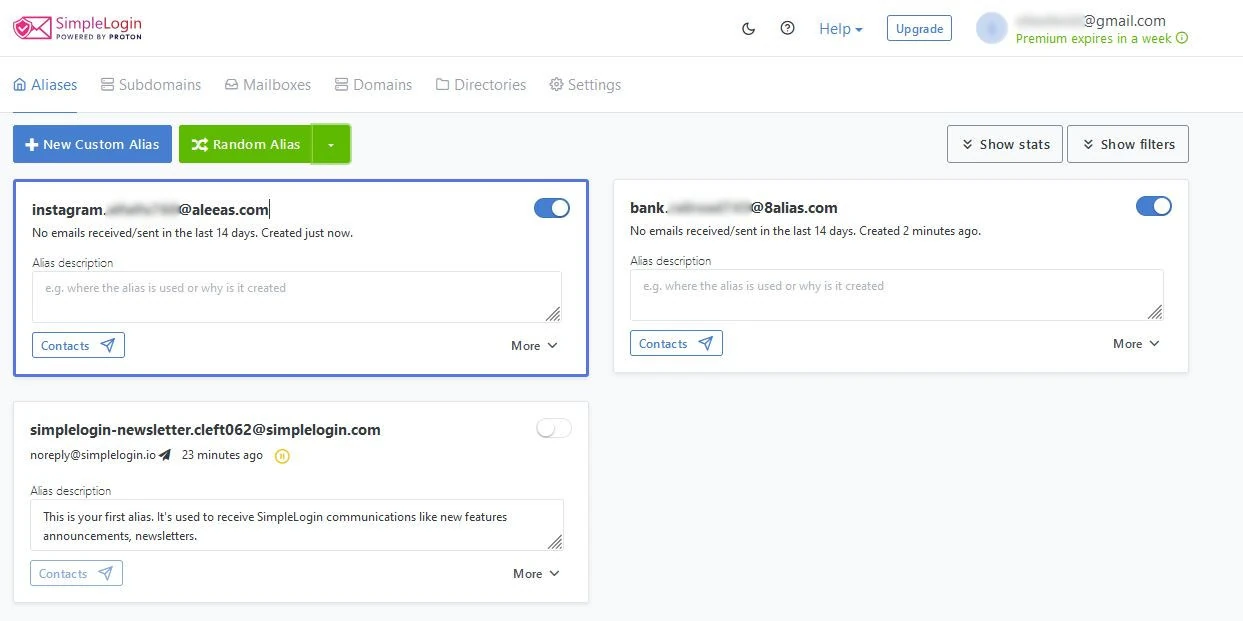 SimpleLogin
POWERED BY PROTON
Help
Upgrade
@gmail.com
Premium expires in a week
Aliases
Subdomains
Mailboxes
Domains
Directories
Settings
New Custom Alias
Random Alias
Show stats
Show filters
instagram. @aleeas.com
No emails received/sent in the last 14 days. Created just now.
Alias description
e.g. where the alias is used or why is it created
Contacts
More
bank. @8alias.com
No emails received/sent in the last 14 days. Created 2 minutes ago.
Alias description
e.g. where the alias is used or why is it created
Contacts
More
simplelogin-newsletter.cleft062@simplelogin.com
noreply@simplelogin.io 23 minutes ago
Alias description
This is your first alias. It's used to receive SimpleLogin communications like new features
announcements, newsletters.
Contacts
More